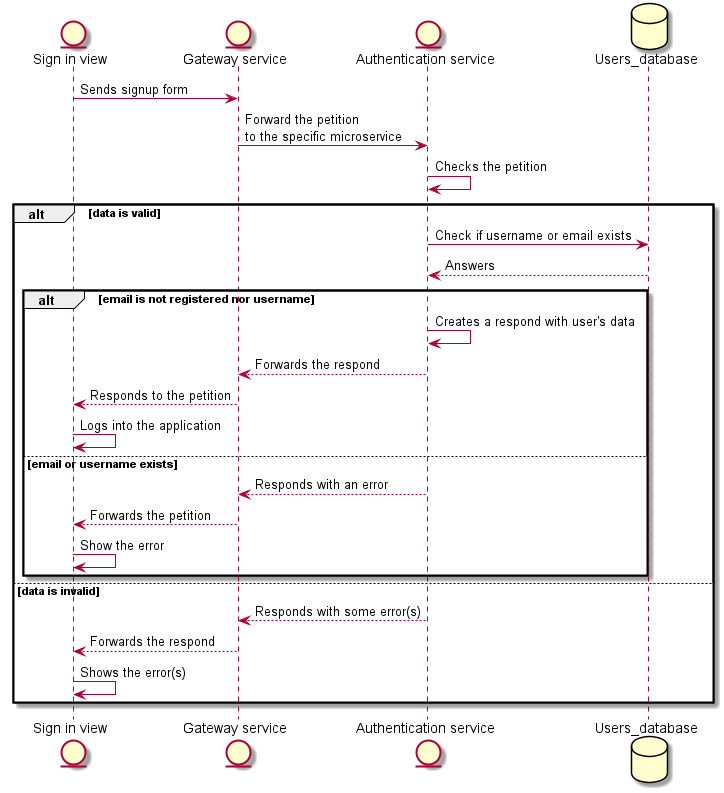 Sign in view
Gateway service
Authentication service
Users_database
Sends signup form
Forward the petition
to the specific microservice
Checks the petition
alt
[data is valid]
Check if username or email exists
Answers
alt
[email is not registered nor username]
Creates a respond with user's data
Forwards the respond
Responds to the petition
Logs into the application
[email or username exists]
Responds with an error
Forwards the petition
Show the error
[data is invalid]
Responds with some error(s)
Forwards the respond
Shows the error(s)
Sign in view
Gateway service
Authentication service
Users_database